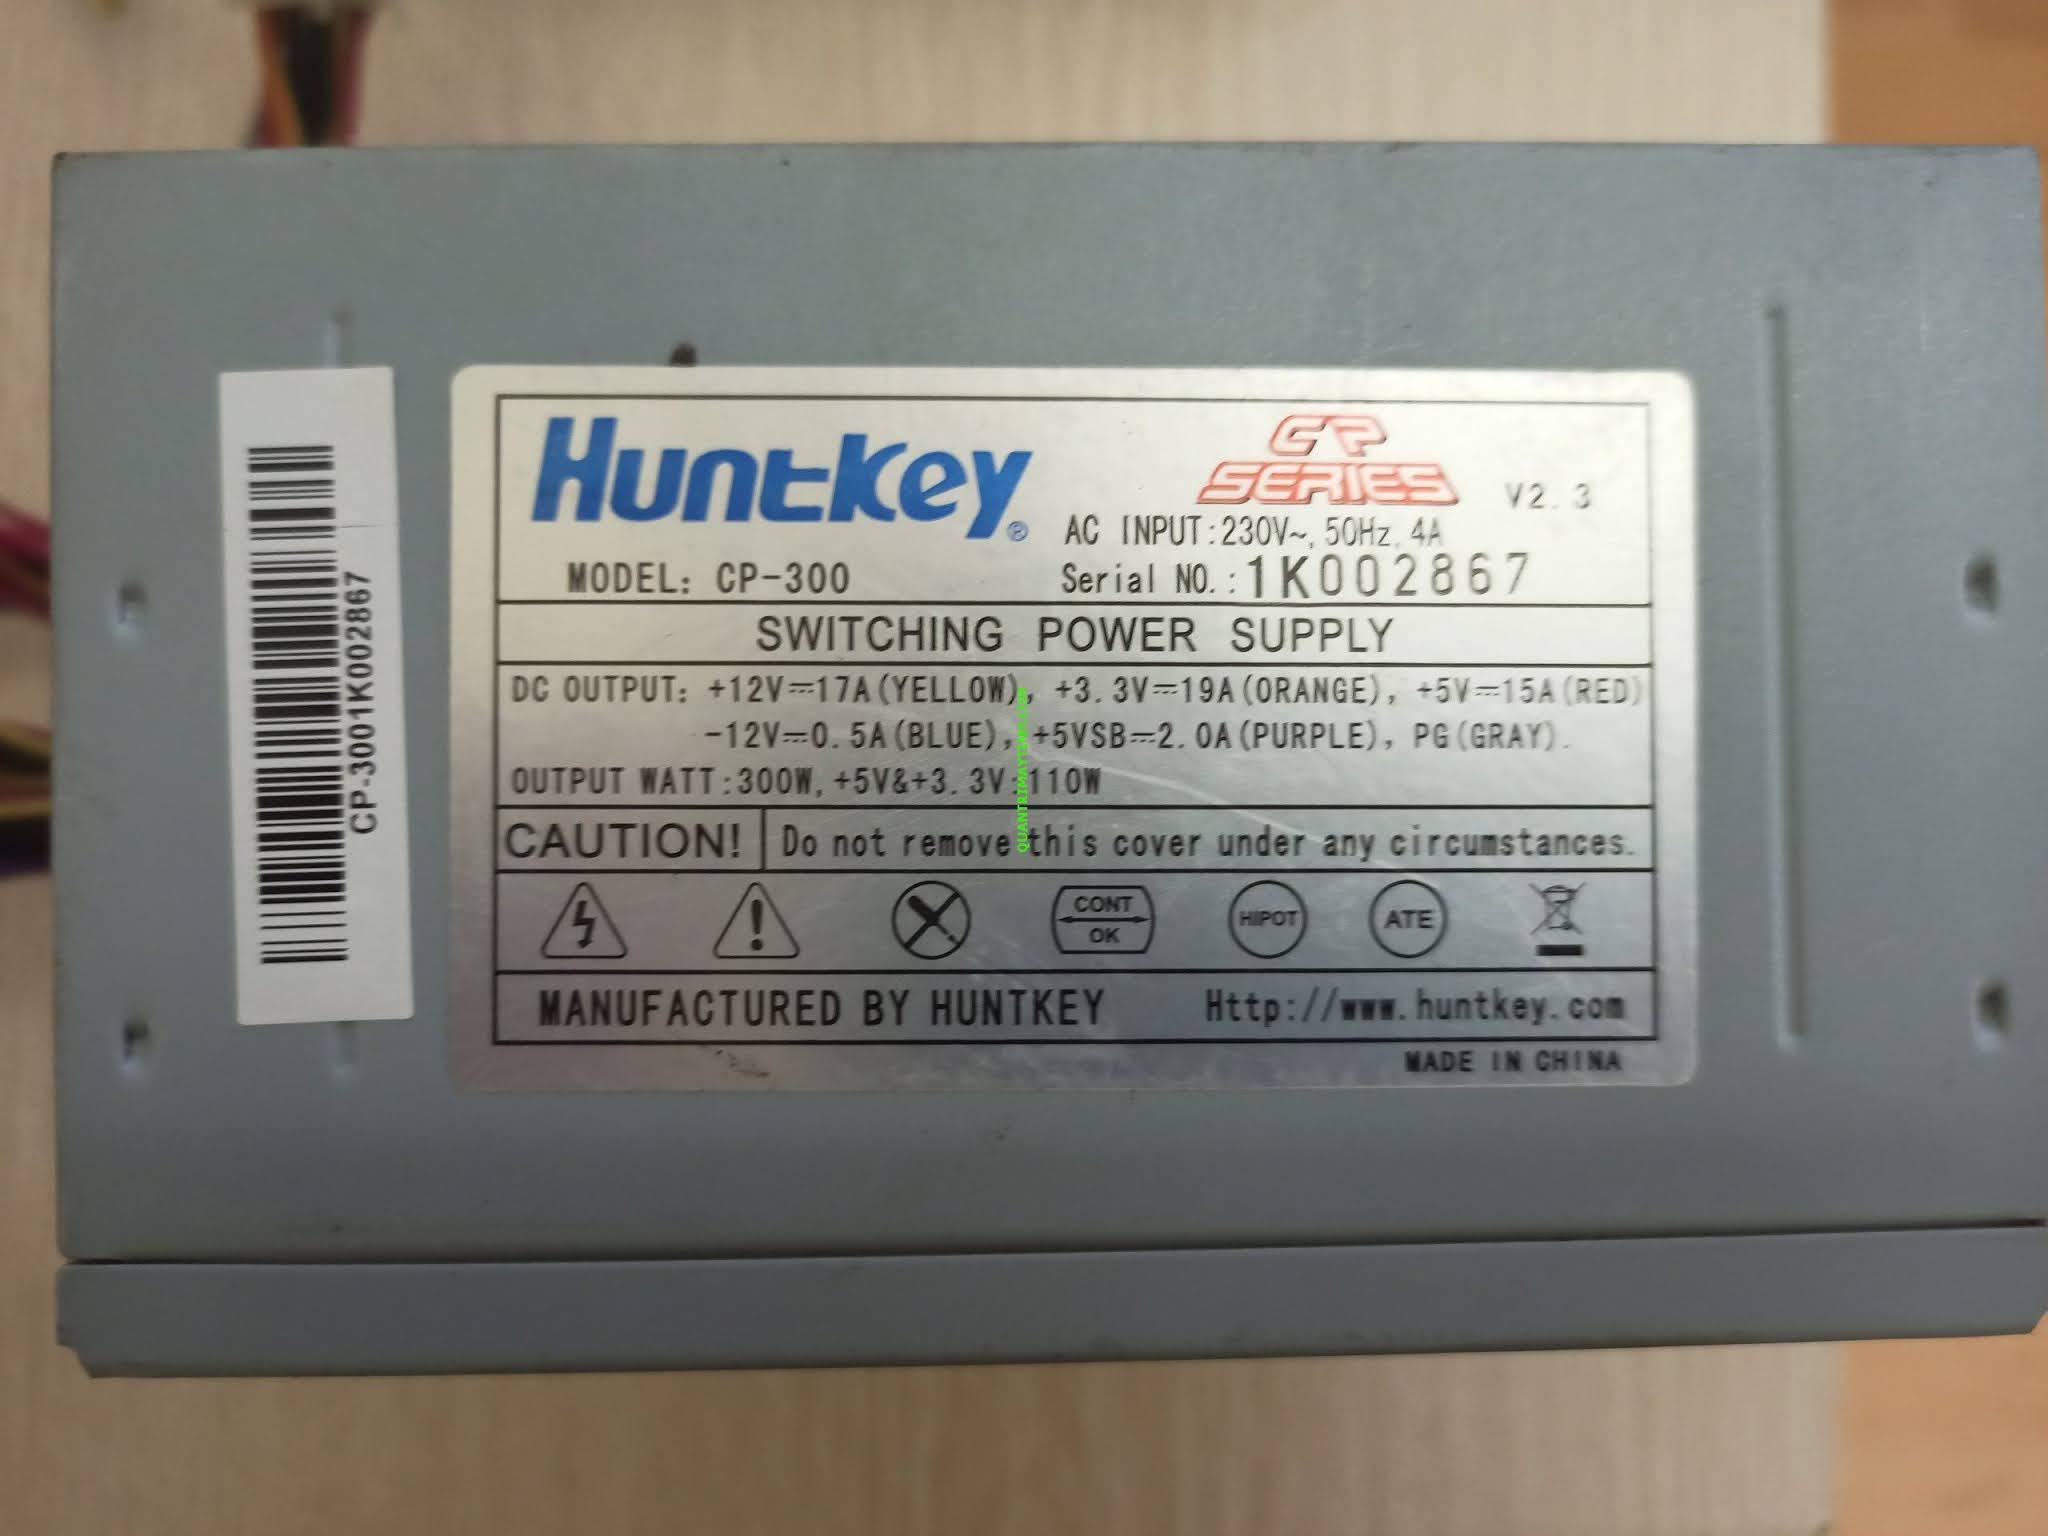 CP-3001K002867
Huntkey®
CP
SERIES
V2.3
AC INPUT:230V~, 50Hz, 4A
MODEL: CP-300
Serial NO.:1K002867
SWITCHING POWER SUPPLY
DC OUTPUT: +12V⎓17A(YELLOW), +3.3V⎓19A(ORANGE), +5V⎓15A(RED)
-12V⎓0.5A(BLUE), +5VSB⎓2.0A(PURPLE), PG(GRAY).
OUTPUT WATT:300W, +5V&+3.3V:110W
CAUTION! Do not remove this cover under any circumstances.
CONT
OK
HIPOT
ATE
MANUFACTURED BY HUNTKEY Http://www.huntkey.com
MADE IN CHINA